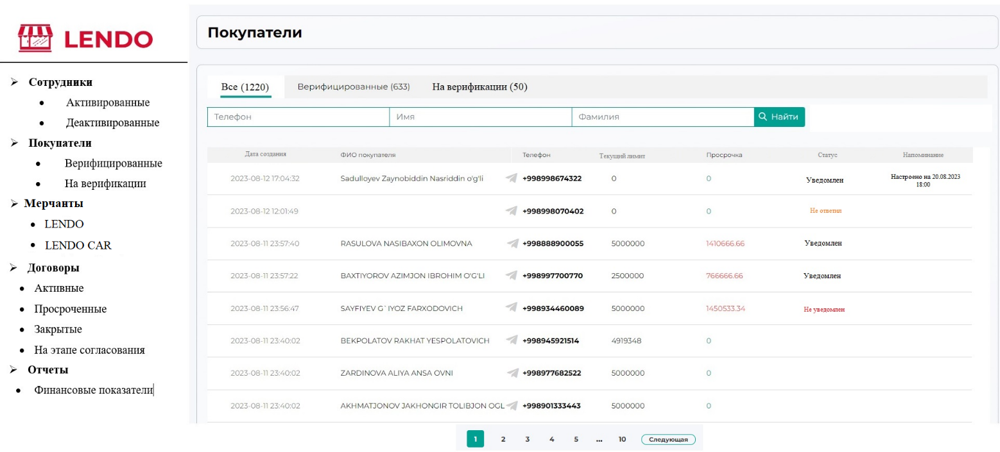 LENDO
Сотрудники
Активированные
Деактивированные
Покупатели
Верифицированные
На верификации
Мерчанты
LENDO
LENDO CAR
Договоры
Активные
Просроченные
Закрытые
На этапе согласования
Отчеты
Финансовые показатели
Покупатели
Все (1220) Верифицированные (633) На верификации (50)
Телефон Имя Фамилия Найти
Дата создания ФИО покупателя Телефон Текущий лимит Просрочка Статус Напоминание
2023-08-12 17:04:32 Sadulloyev Zaynobiddin Nasriddin o'g'li +998998674322 0 0 Уведомлен Настроено на 20.08.2023
18:00
2023-08-12 12:01:49 +998998070402 0 0 Не ответил
2023-08-11 23:57:40 RASULOVA NASIBAXON OLIMOVNA +998888900055 5000000 1410666.66 Уведомлен
2023-08-11 23:57:22 BAXTIYOROV AZIMJON IBROHIM O'G'LI +998997700770 2500000 766666.66 Уведомлен
2023-08-11 23:56:47 SAYFIYEV G`IYOZ FARXODOVICH +998934460089 5000000 1450533.34 Не уведомлен
2023-08-11 23:40:02 BEKPOLATOV RAKHAT YESPOLATOVICH +998945921514 4919348 0
2023-08-11 23:40:02 ZARDINOVA ALIYA ANSA OVNI +998977682522 5000000 0
2023-08-11 23:40:02 AKHMATJONOV JAKHONGIR TOLIBJON OGL +998901333443 5000000 0
1 2 3 4 5 ... 10 Следующая